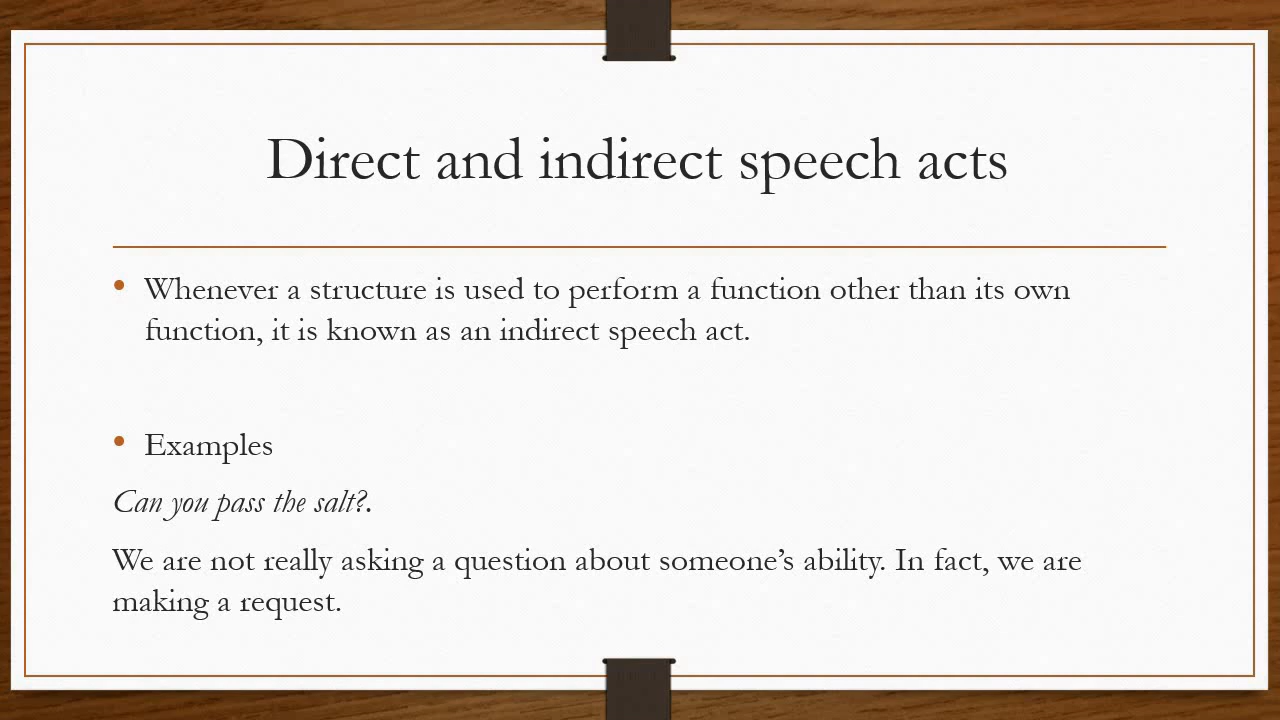 Direct and indirect speech acts
• Whenever a structure is used to perform a function other than its own
function, it is known as an indirect speech act.
• Examples
Can you pass the salt?.
We are not really asking a question about someone’s ability. In fact, we are
making a request.